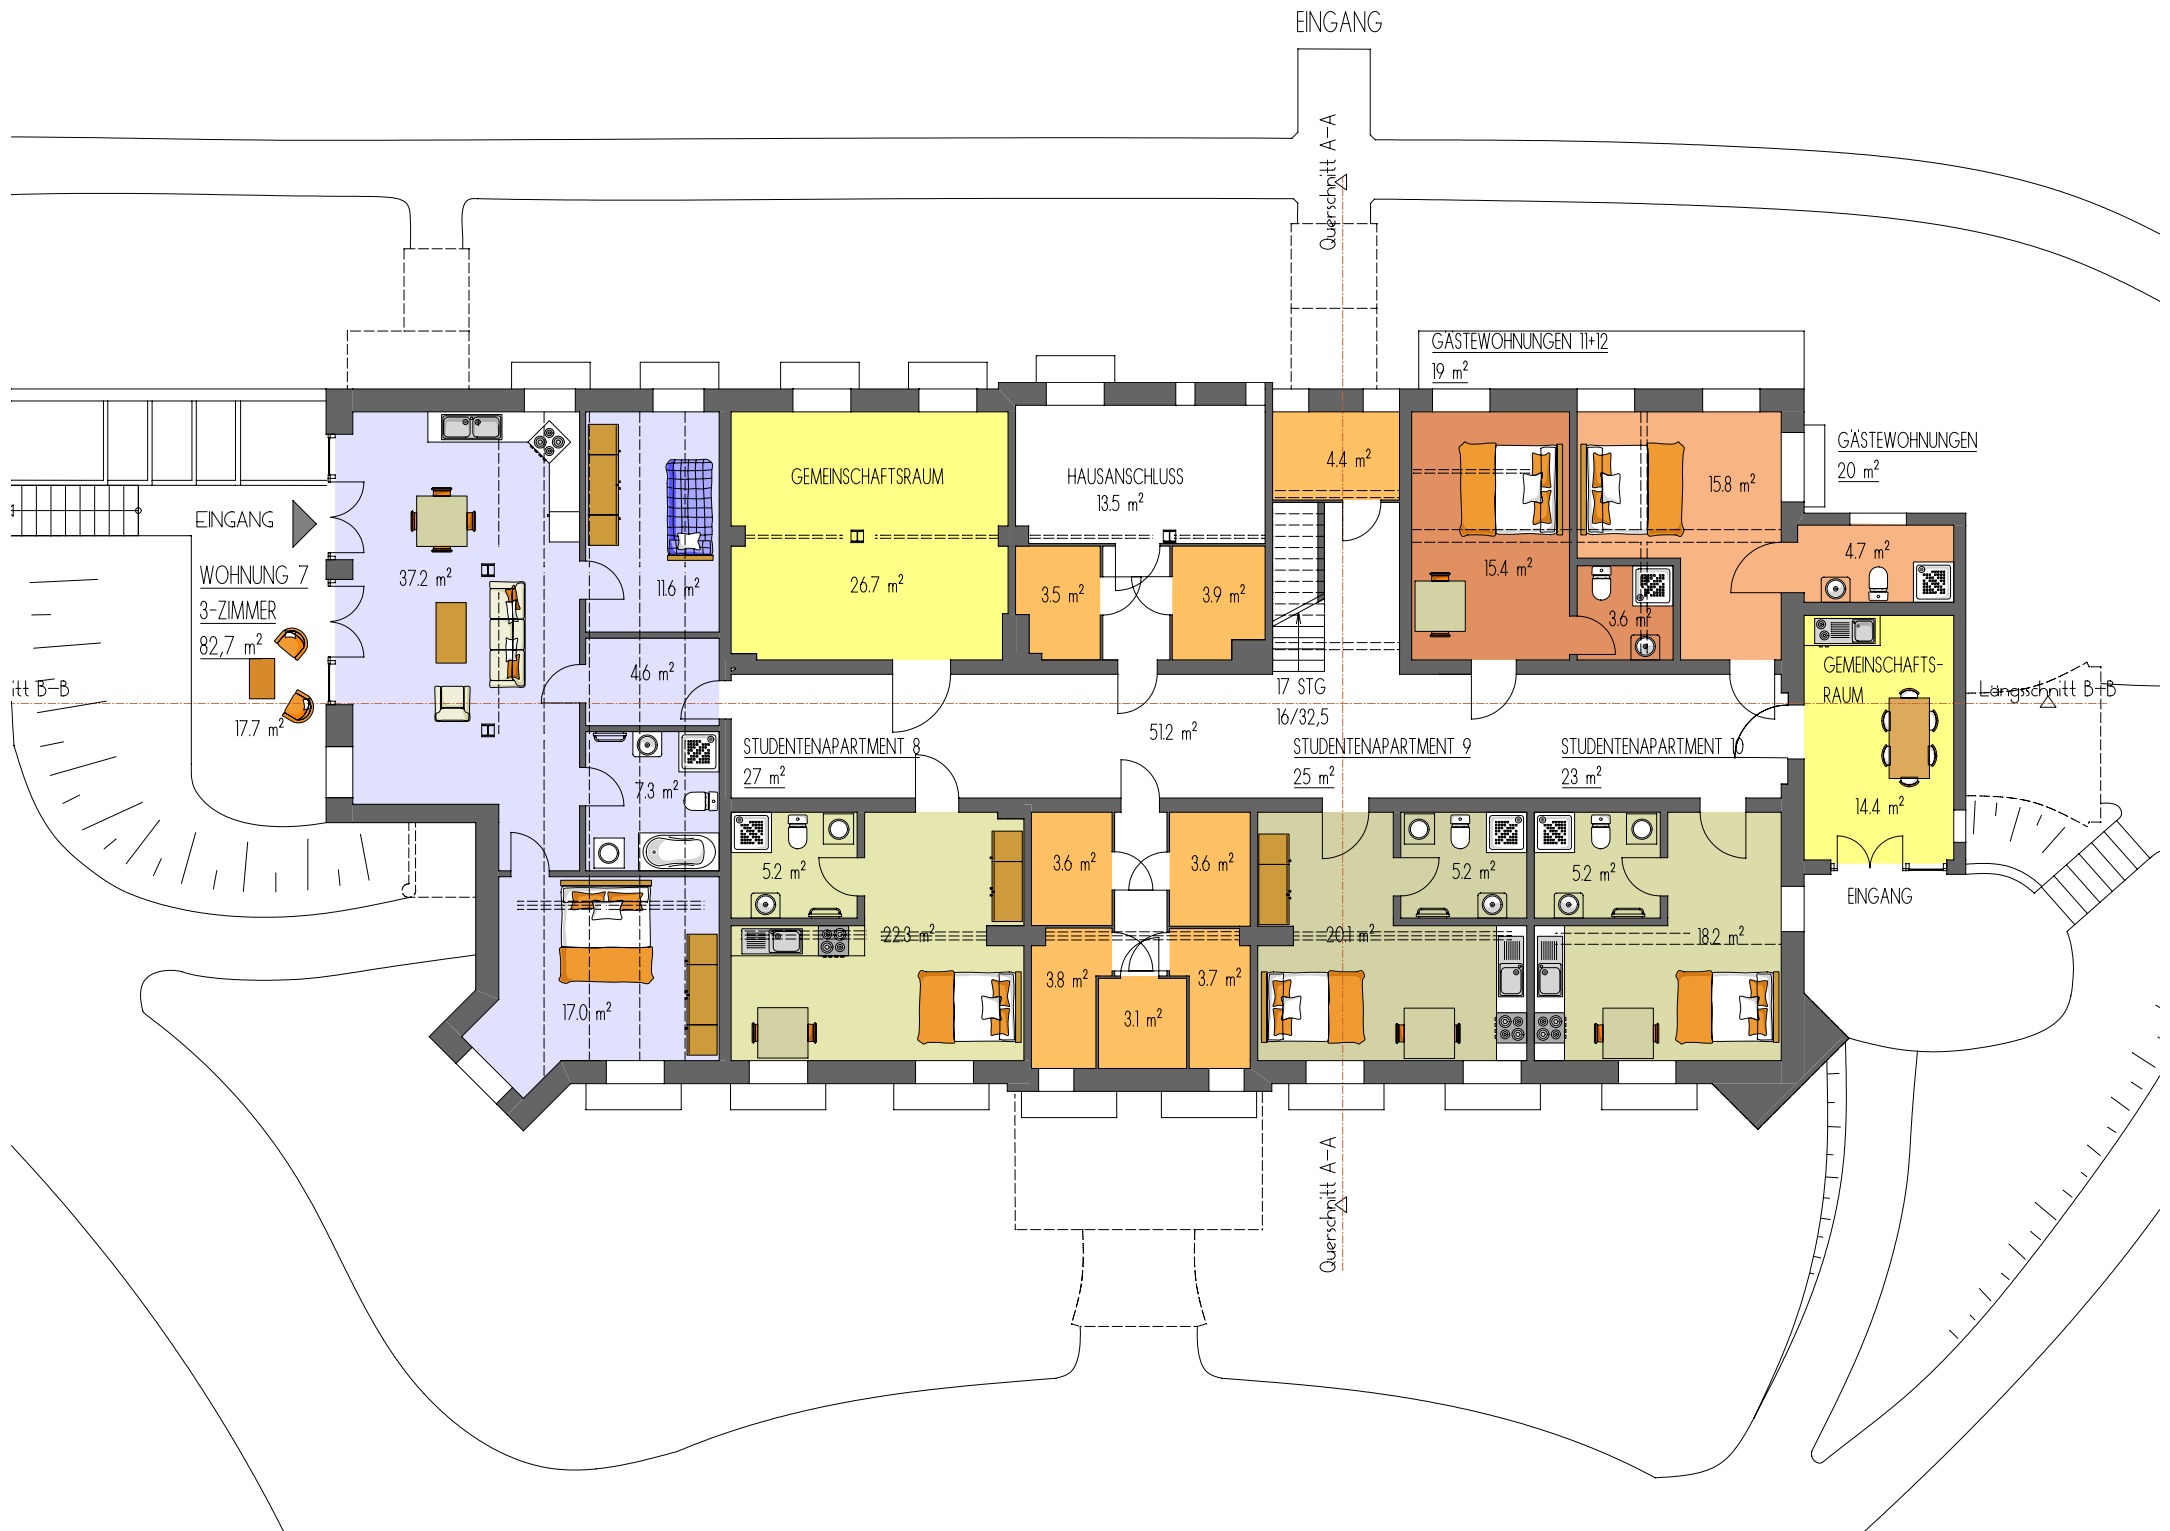 EINGANG
Querschnitt A-A
GÄSTEWOHNUNGEN 11+12
19 m²
GÄSTEWOHNUNGEN
20 m²
4.4 m²
GEMEINSCHAFTSRAUM
HAUSANSCHLUSS
13.5 m²
15.8 m²
EINGANG
4.7 m²
WOHNUNG 7
3-ZIMMER
82,7 m²
37.2 m²
11.6 m²
26.7 m²
3.5 m²
3.9 m²
15.4 m²
3.6 m²
4.6 m²
GEMEINSCHAFTS-
RAUM
itt B-B
17.7 m²
17 STG
16/32,5
51.2 m²
Längsschnitt B-B
STUDENTENAPARTMENT 8
27 m²
STUDENTENAPARTMENT 9
25 m²
STUDENTENAPARTMENT 10
23 m²
7.3 m²
14.4 m²
5.2 m²
3.6 m²
3.6 m²
5.2 m²
5.2 m²
EINGANG
22.3 m²
20.1 m²
18.2 m²
3.8 m²
3.7 m²
17.0 m²
3.1 m²
Querschnitt A-A